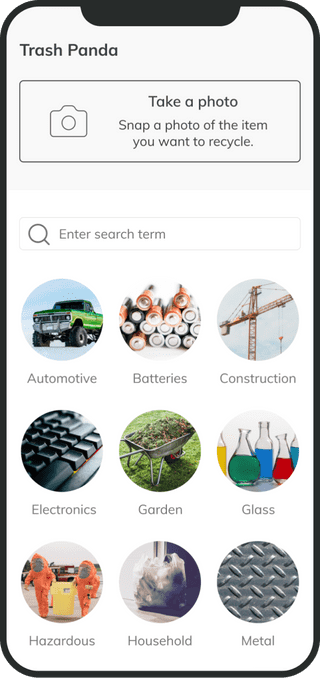 Trash Panda
Take a photo
Snap a photo of the item
you want to recycle.
Enter search term
Automotive
Batteries
Construction
Electronics
Garden
Glass
Hazardous
Household
Metal